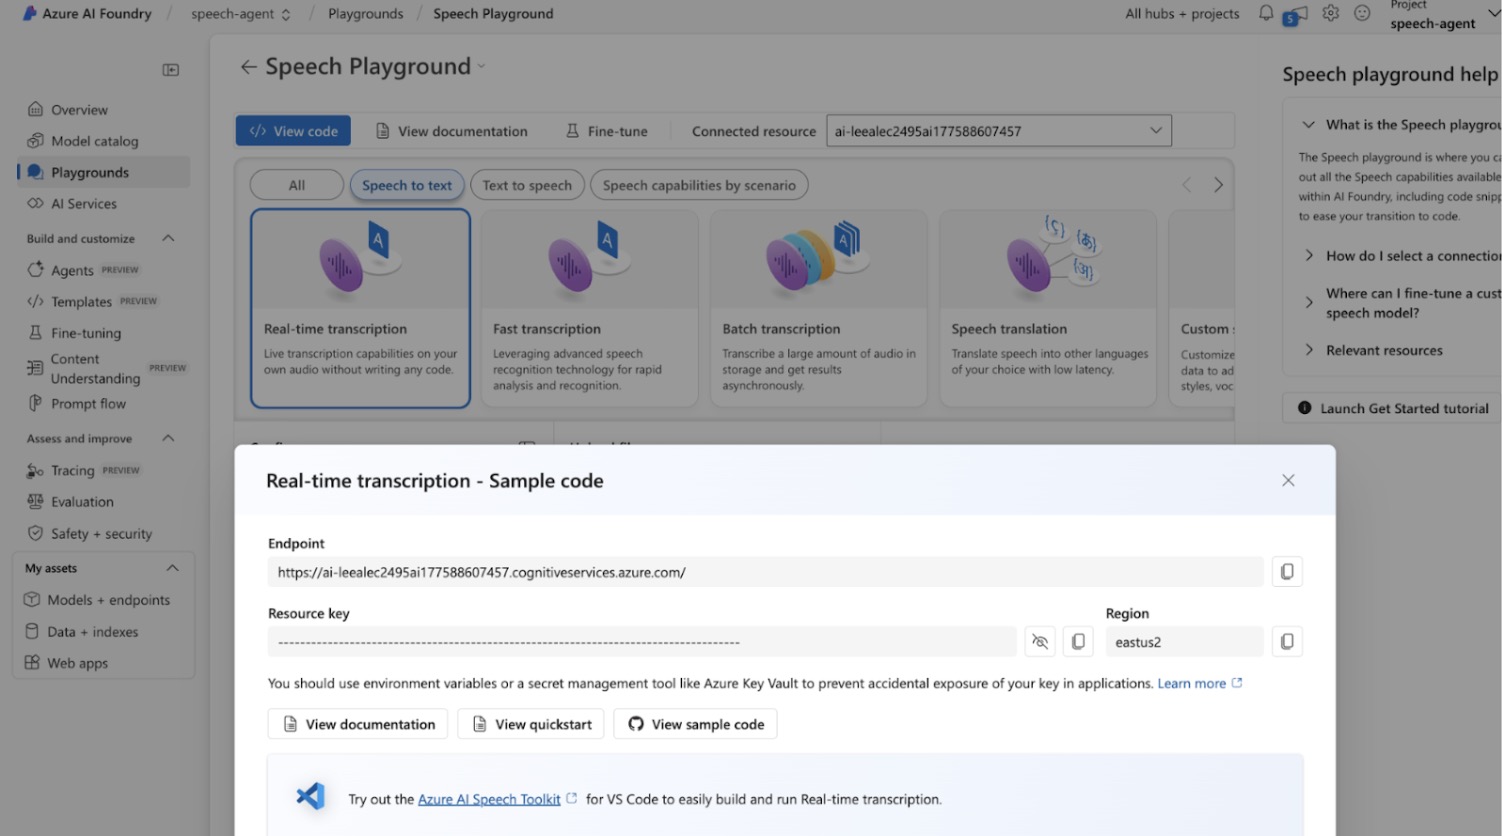 Azure AI Foundry / speech-agent / Playgrounds / Speech Playground
All hubs + projects
5
Project
speech-agent
Speech Playground
Overview
Model catalog
Playgrounds
AI Services
Build and customize
Agents PREVIEW
Templates PREVIEW
Fine-tuning
Content
Understanding PREVIEW
Prompt flow
Assess and improve
Tracing PREVIEW
Evaluation
Safety + security
My assets
Models + endpoints
Data + indexes
Web apps
View code
View documentation
Fine-tune
Connected resource
ai-leealec2495ai177588607457
All
Speech to text
Text to speech
Speech capabilities by scenario
A
Real-time transcription
Live transcription capabilities on your
own audio without writing any code.
A
Fast transcription
Leveraging advanced speech
recognition technology for rapid
analysis and recognition.
A
Batch transcription
Transcribe a large amount of audio in
storage and get results
asynchronously.
Speech translation
Translate speech into other languages
of your choice with low latency.
Custom
Customize
data to ad
styles, voc
Speech playground help
What is the Speech playgrou
The Speech playground is where you ca
out all the Speech capabilities available
within AI Foundry, including code snipp
to ease your transition to code.
How do I select a connection
Where can I fine-tune a cust
speech model?
Relevant resources
Launch Get Started tutorial
Real-time transcription - Sample code
Endpoint
https://ai-leealec2495ai177588607457.cognitiveservices.azure.com/
Resource key
Region
------------------------------------------------------------------------------------
eastus2
You should use environment variables or a secret management tool like Azure Key Vault to prevent accidental exposure of your key in applications. Learn more
View documentation
View quickstart
View sample code
Try out the Azure AI Speech Toolkit for VS Code to easily build and run Real-time transcription.